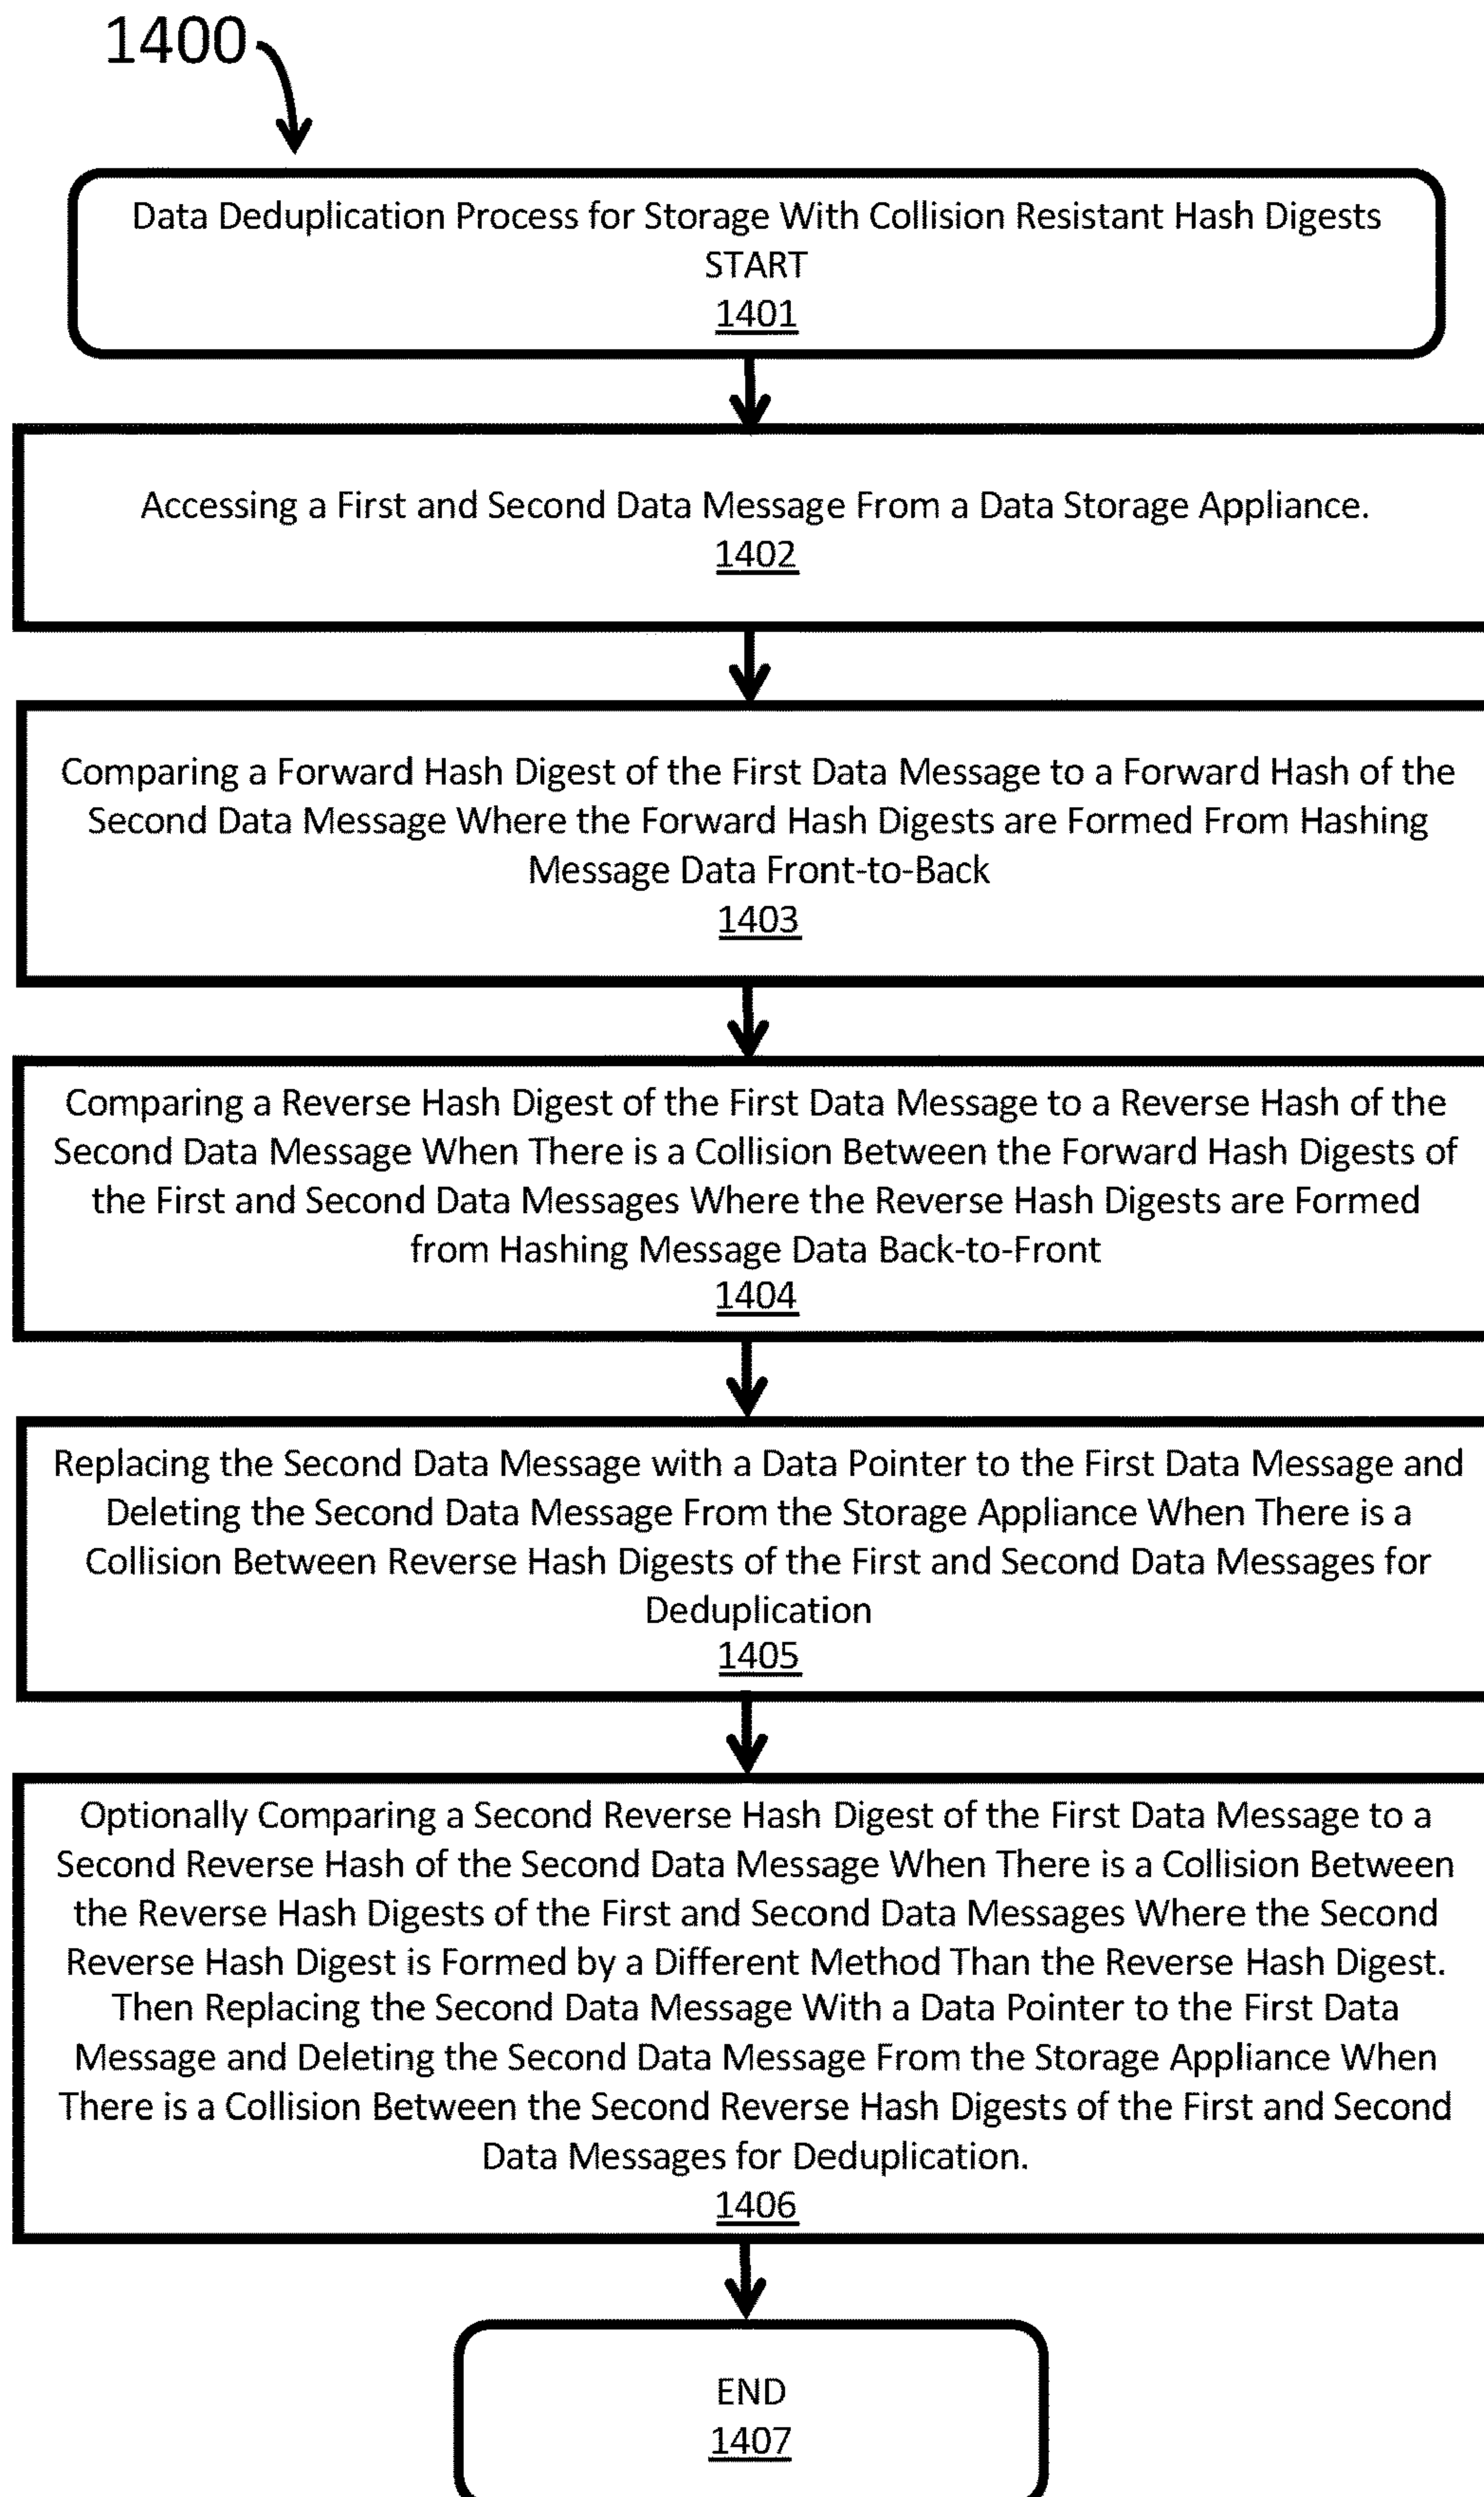 1400
Data Deduplication Process for Storage With Collision Resistant Hash Digests
START
1401
Accessing a First and Second Data Message From a Data Storage Appliance.
1402
Comparing a Forward Hash Digest of the First Data Message to a Forward Hash of the
Second Data Message Where the Forward Hash Digests are Formed From Hashing
Message Data Front-to-Back
1403
Comparing a Reverse Hash Digest of the First Data Message to a Reverse Hash of the
Second Data Message When There is a Collision Between the Forward Hash Digests of
the First and Second Data Messages Where the Reverse Hash Digests are Formed
from Hashing Message Data Back-to-Front
1404
Replacing the Second Data Message with a Data Pointer to the First Data Message and
Deleting the Second Data Message From the Storage Appliance When There is a
Collision Between Reverse Hash Digests of the First and Second Data Messages for
Deduplication
1405
Optionally Comparing a Second Reverse Hash Digest of the First Data Message to a
Second Reverse Hash of the Second Data Message When There is a Collision Between
the Reverse Hash Digests of the First and Second Data Messages Where the Second
Reverse Hash Digest is Formed by a Different Method Than the Reverse Hash Digest.
Then Replacing the Second Data Message With a Data Pointer to the First Data
Message and Deleting the Second Data Message From the Storage Appliance When
There is a Collision Between the Second Reverse Hash Digests of the First and Second
Data Messages for Deduplication.
1406
END
1407